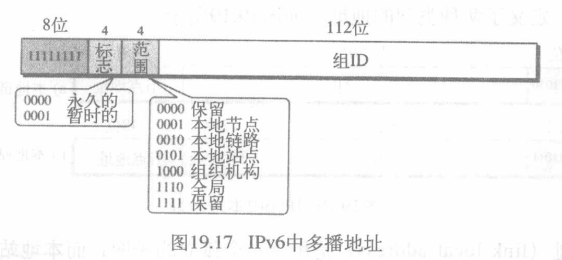 8位 4 4 112位
11111111 标志 范围 组ID
0000 永久的
0001 暂时的
0000 保留
0001 本地节点
0010 本地链路
0101 本地站点
1000 组织机构
1110 全局
1111 保留
图19.17 IPv6中多播地址